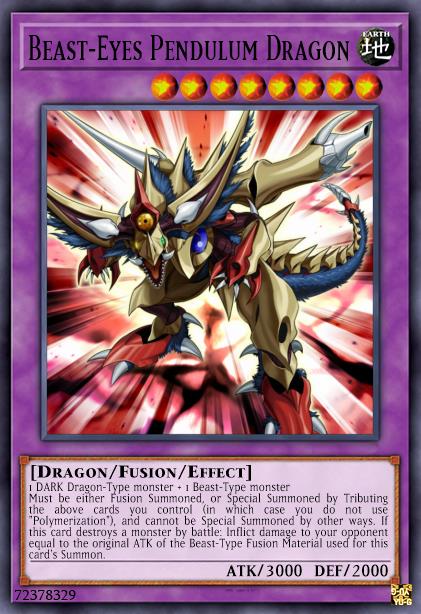 Beast-Eyes Pendulum Dragon
EARTH
地
[Dragon/Fusion/Effect]
1 DARK Dragon-Type monster + 1 Beast-Type monster
Must be either Fusion Summoned, or Special Summoned by Tributing
the above cards you control (in which case you do not use
"Polymerization"), and cannot be Special Summoned by other ways. If
this card destroys a monster by battle: Inflict damage to your opponent
equal to the original ATK of the Beast-Type Fusion Material used for this
card's Summon.
ATK/3000 DEF/2000
72378329